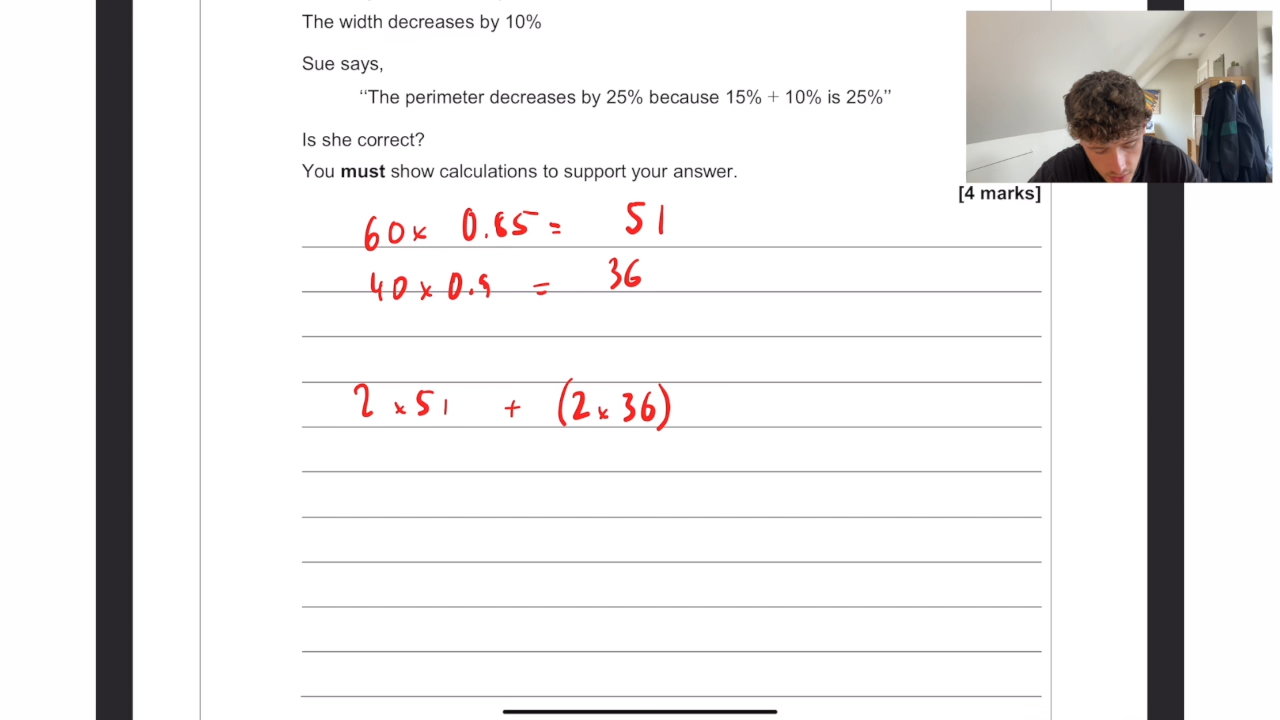 The width decreases by 10%
Sue says,
“The perimeter decreases by 25% because 15% + 10% is 25%”
Is she correct?
You must show calculations to support your answer.
[4 marks]
60 × 0.85 = 51
40 × 0.9 = 36
2 × 51 + (2 × 36)